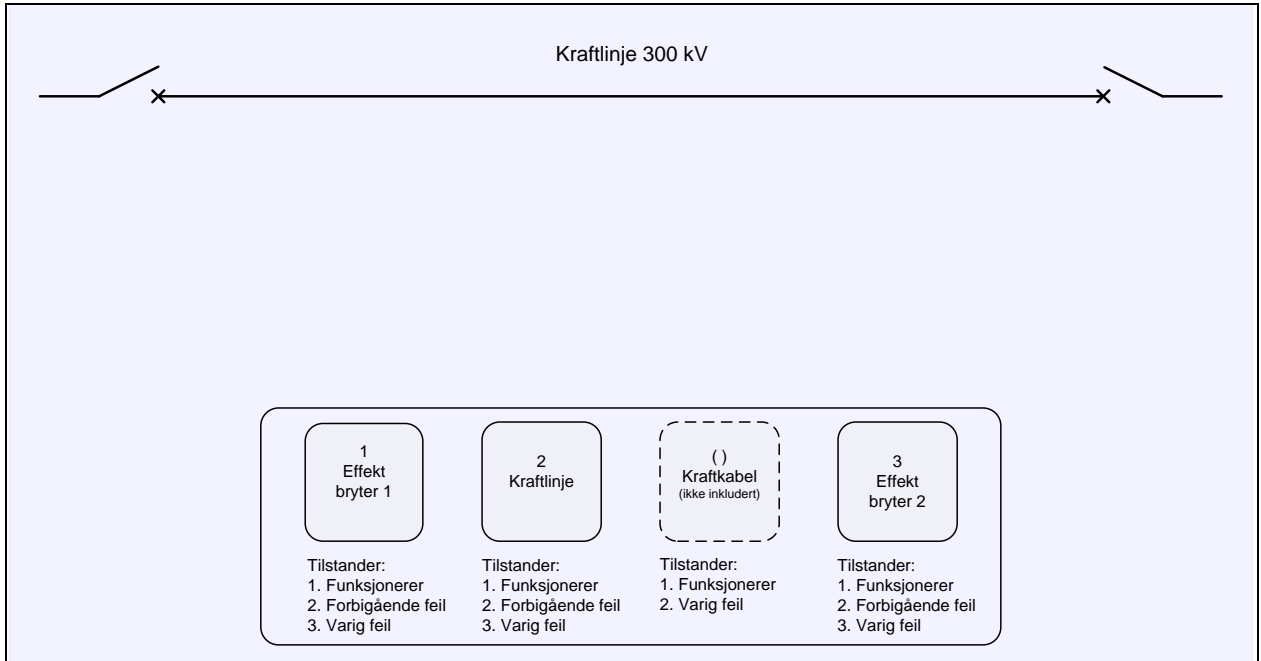 Kraftlinje 300 kV
1
Effekt
bryter 1
2
Kraftlinje
( )
Kraftkabel
(ikke inkludert)
3
Effekt
bryter 2
Tilstander:
1. Funksjonerer
2. Forbigående feil
3. Varig feil
Tilstander:
1. Funksjonerer
2. Forbigående feil
3. Varig feil
Tilstander:
1. Funksjonerer
2. Varig feil
Tilstander:
1. Funksjonerer
2. Forbigående feil
3. Varig feil